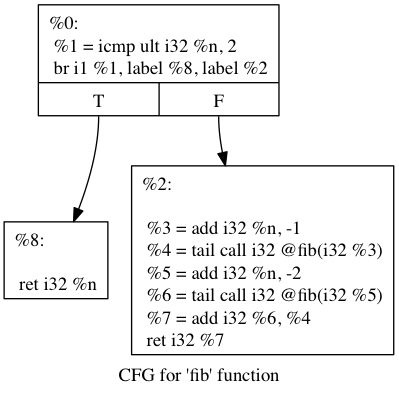 %0:
%1 = icmp ult i32 %n, 2
br i1 %1, label %8, label %2
T F
%8:
ret i32 %n
%2:
%3 = add i32 %n, -1
%4 = tail call i32 @fib(i32 %3)
%5 = add i32 %n, -2
%6 = tail call i32 @fib(i32 %5)
%7 = add i32 %6, %4
ret i32 %7
CFG for 'fib' function